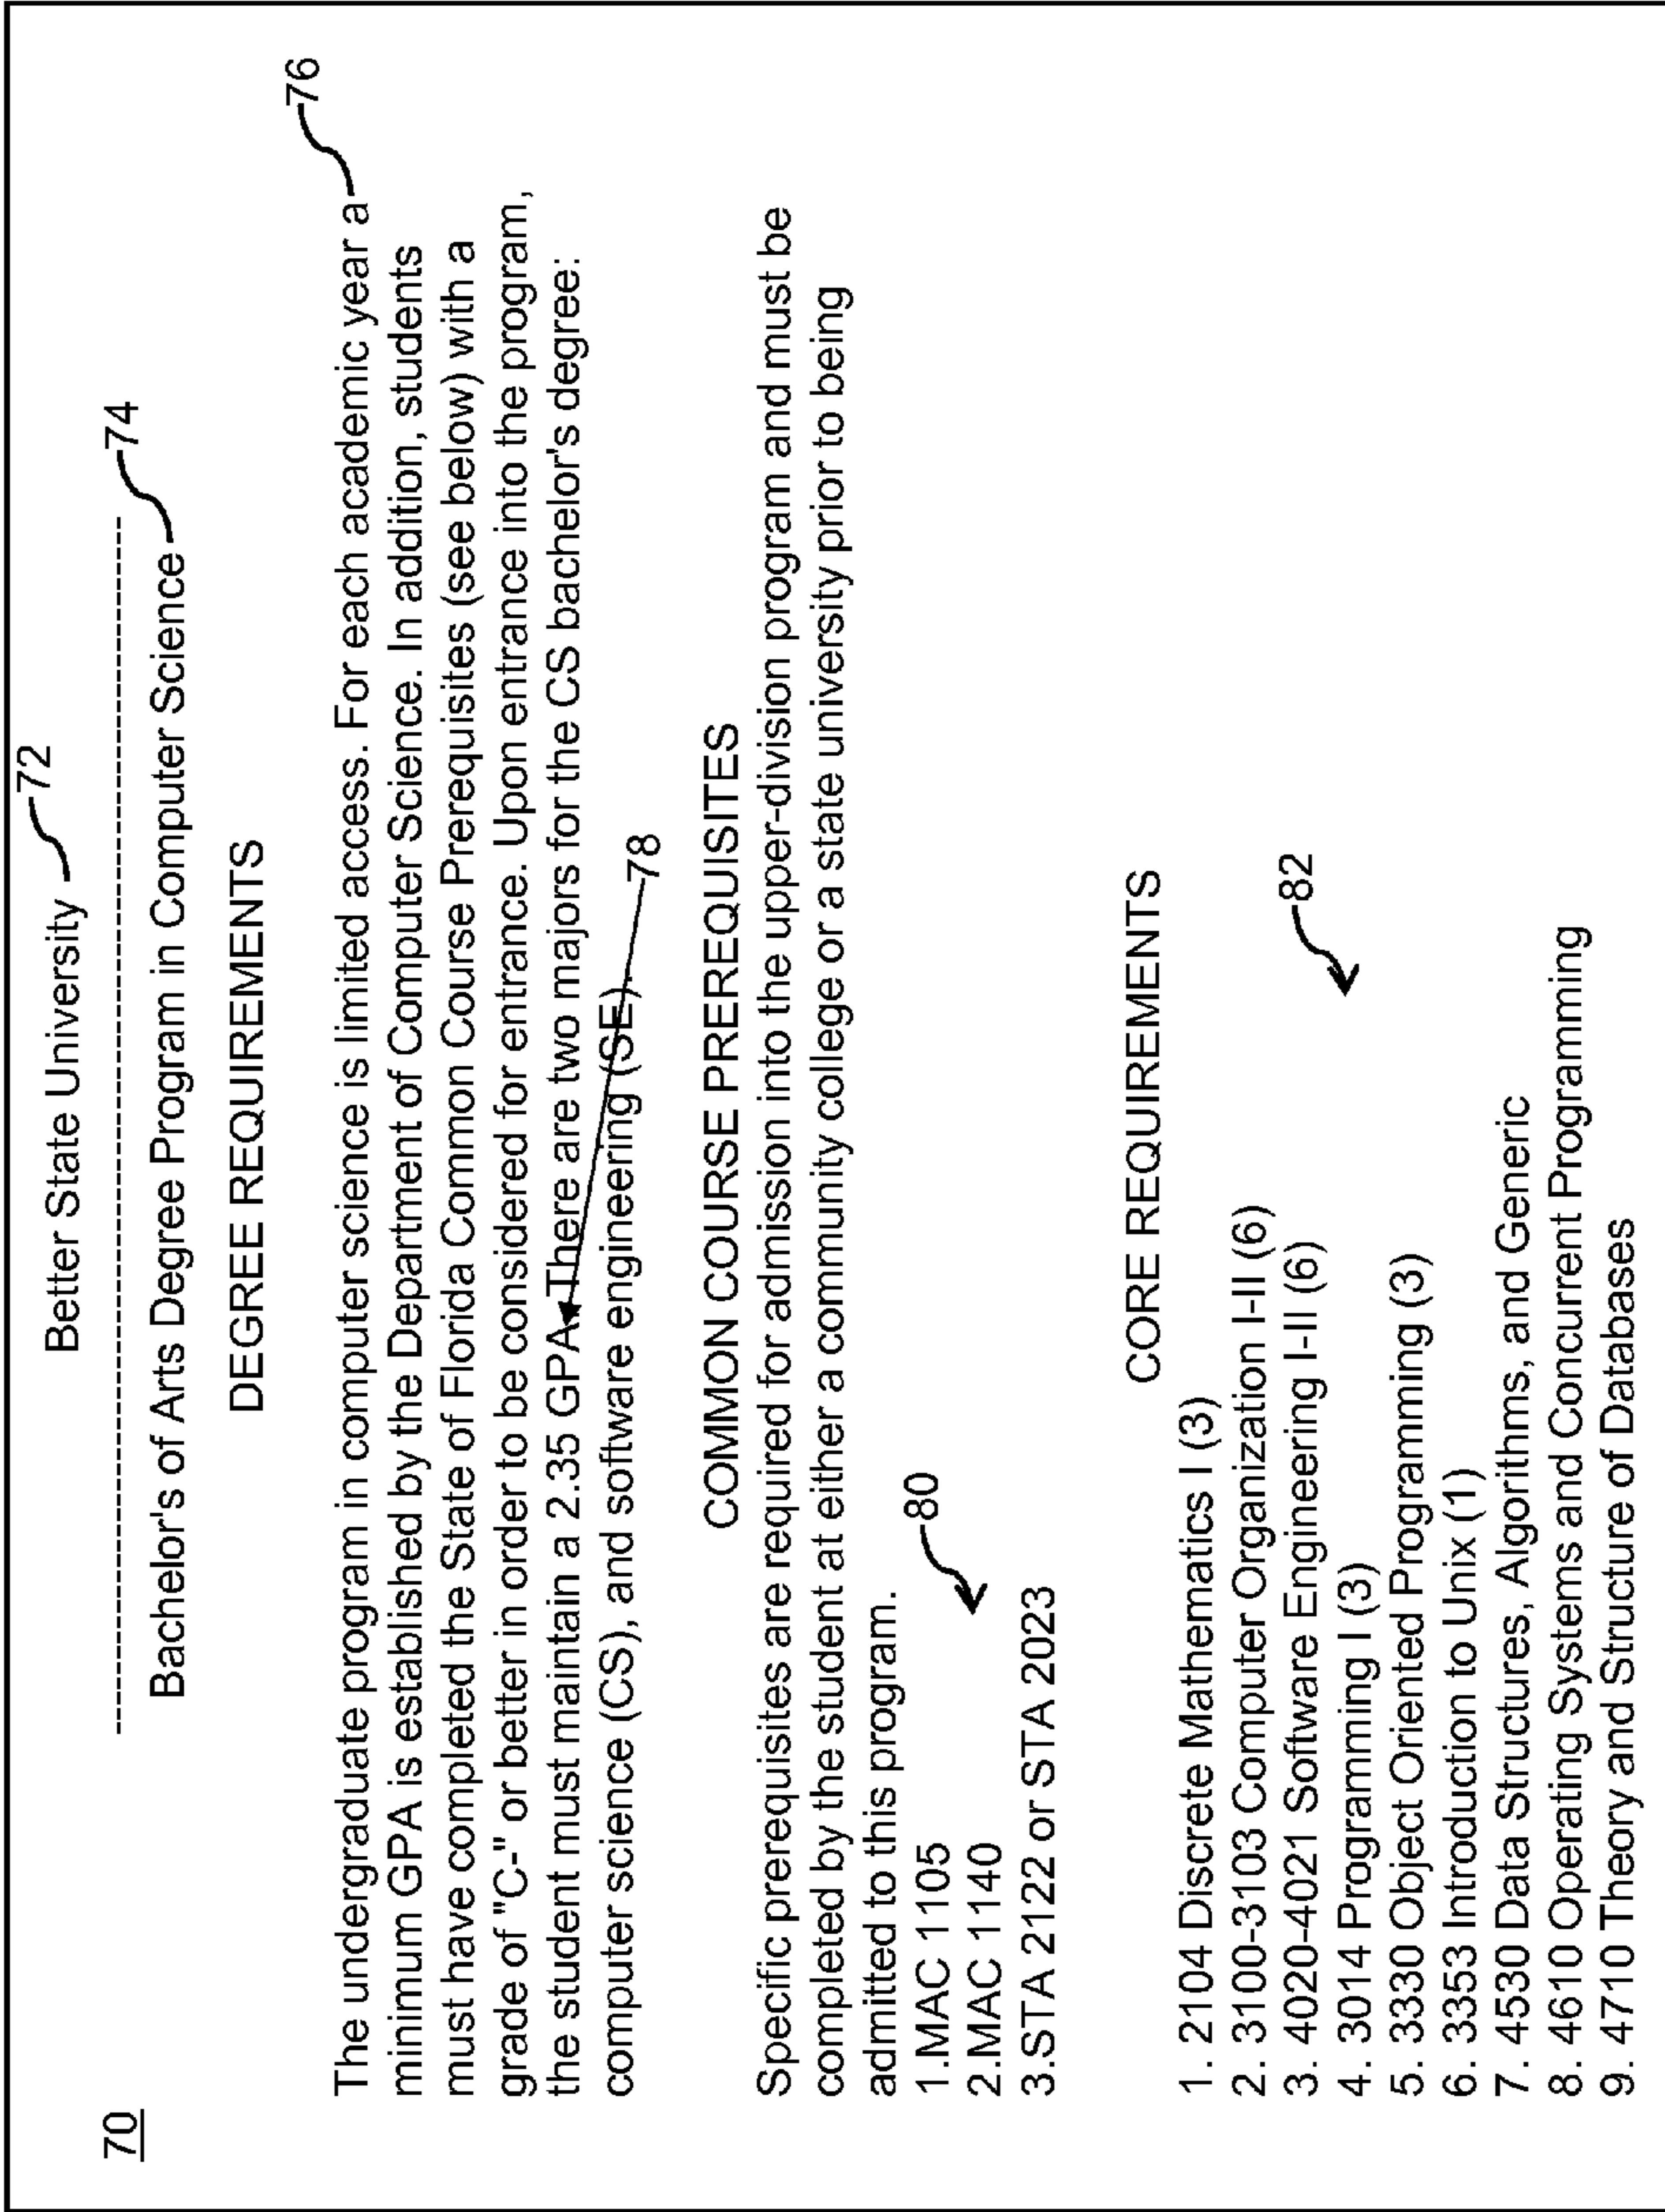 70
Better State University 72
Bachelor's of Arts Degree Program in Computer Science 74
DEGREE REQUIREMENTS
76
The undergraduate program in computer science is limited access. For each academic year a
minimum GPA is established by the Department of Computer Science. In addition, students
must have completed the State of Florida Common Course Prerequisites (see below) with a
grade of "C-" or better in order to be considered for entrance. Upon entrance into the program,
the student must maintain a 2.35 GPA. There are two majors for the CS bachelor's degree:
computer science (CS), and software engineering (SE). 78
COMMON COURSE PREREQUISITES
Specific prerequisites are required for admission into the upper-division program and must be
completed by the student at either a community college or a state university prior to being
admitted to this program. 80
1.MAC 1105
2.MAC 1140
3.STA 2122 or STA 2023
CORE REQUIREMENTS
1. 2104 Discrete Mathematics I (3)
2. 3100-3103 Computer Organization I-II (6)
3. 4020-4021 Software Engineering I-II (6) 82
4. 3014 Programming I (3)
5. 3330 Object Oriented Programming (3)
6. 3353 Introduction to Unix (1)
7. 4530 Data Structures, Algorithms, and Generic
8. 4610 Operating Systems and Concurrent Programming
9. 4710 Theory and Structure of Databases